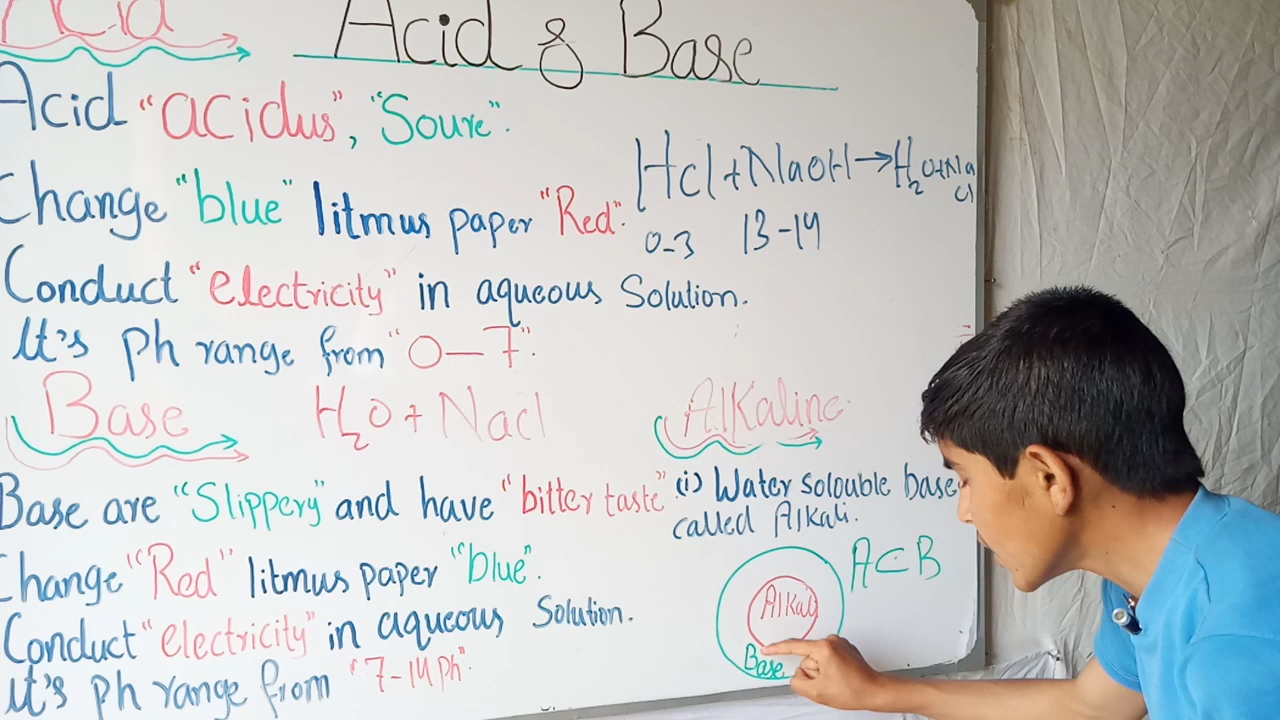 Acid
Acid & Base
Acid "acidus", "Soure".
Change "blue" litmus paper "Red".
Hcl + NaOH → H2O+Na
Cl
0-3 13-14
Conduct "electricity" in aqueous Solution.
It's ph range from "0—7".
Base
H2O + Nacl
Alkaline
Base are "Slippery" and have "bitter taste"
(i) Water solouble base
called Alkali.
Change "Red" litmus paper "blue".
Conduct "electricity" in aqueous Solution.
It's ph range from "7-14 ph"
Alkali
Base
A⊂B